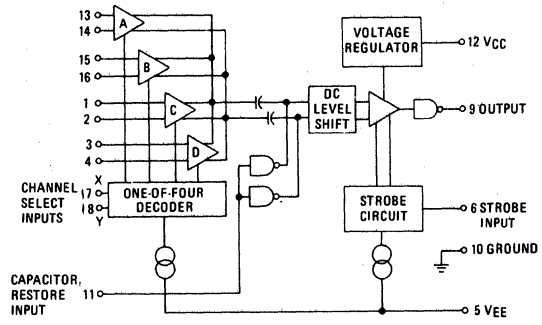 13
A
14
VOLTAGE
REGULATOR
12 VCC
15
B
16
1
C
2
DC
LEVEL
SHIFT
9 OUTPUT
3
D
4
X
CHANNEL
SELECT
INPUTS
17
18
Y
ONE-OF-FOUR
DECODER
STROBE
CIRCUIT
6 STROBE
INPUT
10 GROUND
CAPACITOR,
RESTORE
INPUT
11
5 VEE